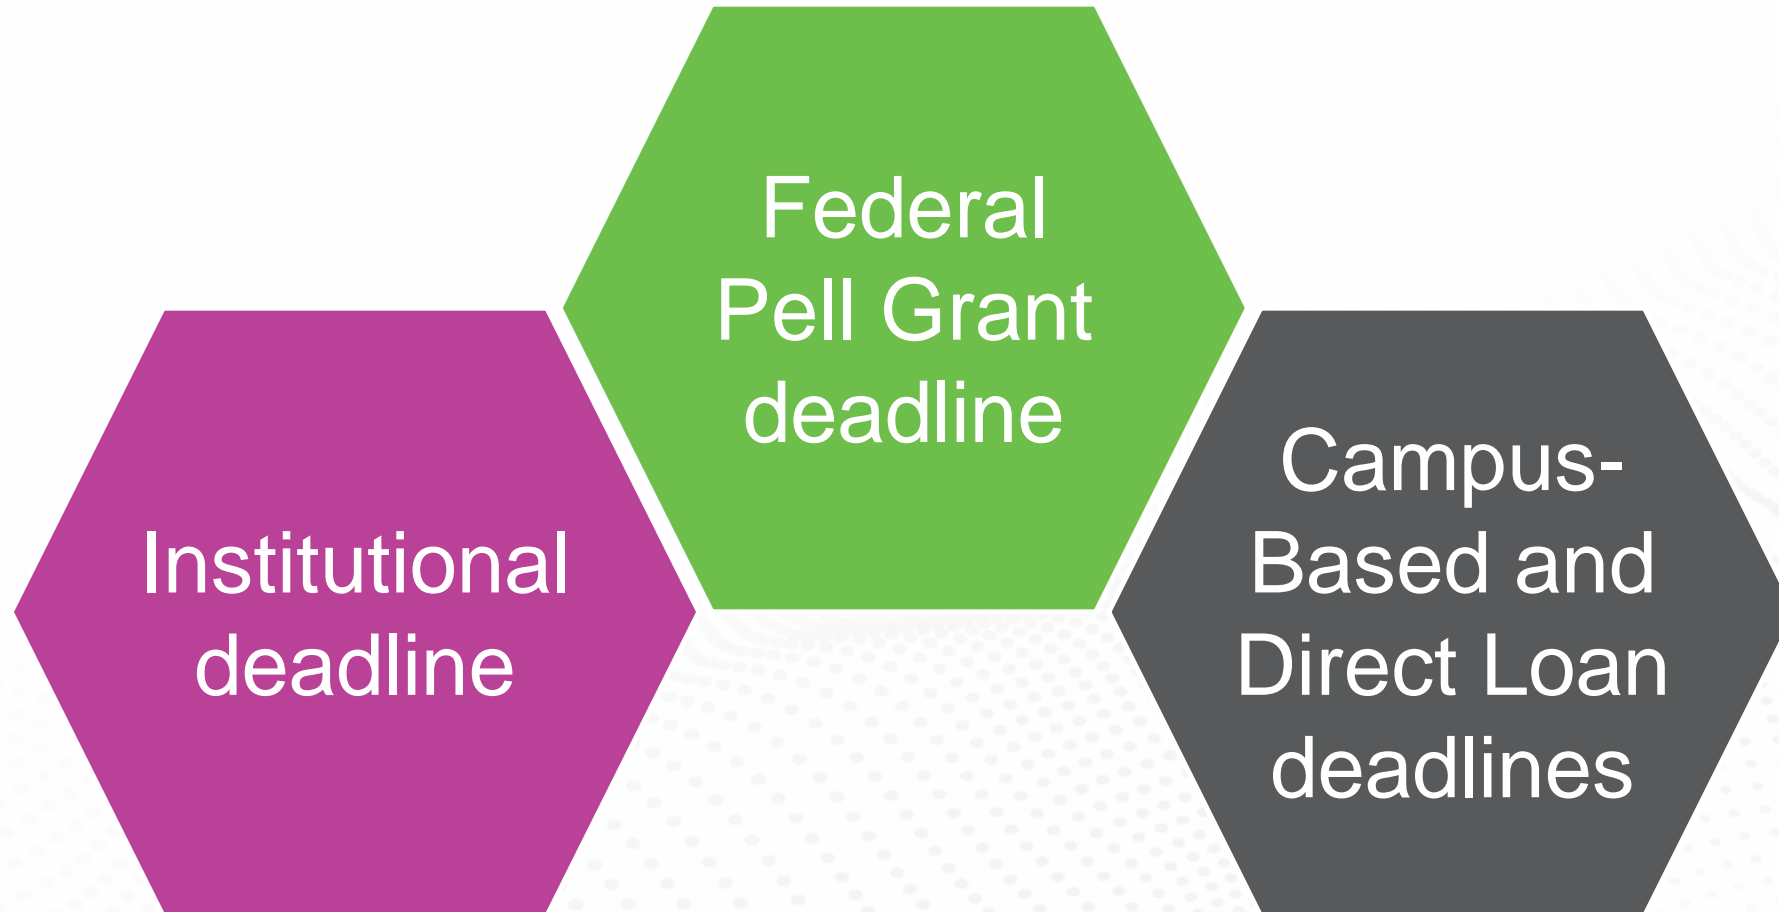 Institutional
deadline
Federal
Pell Grant
deadline
Campus-
Based and
Direct Loan
deadlines